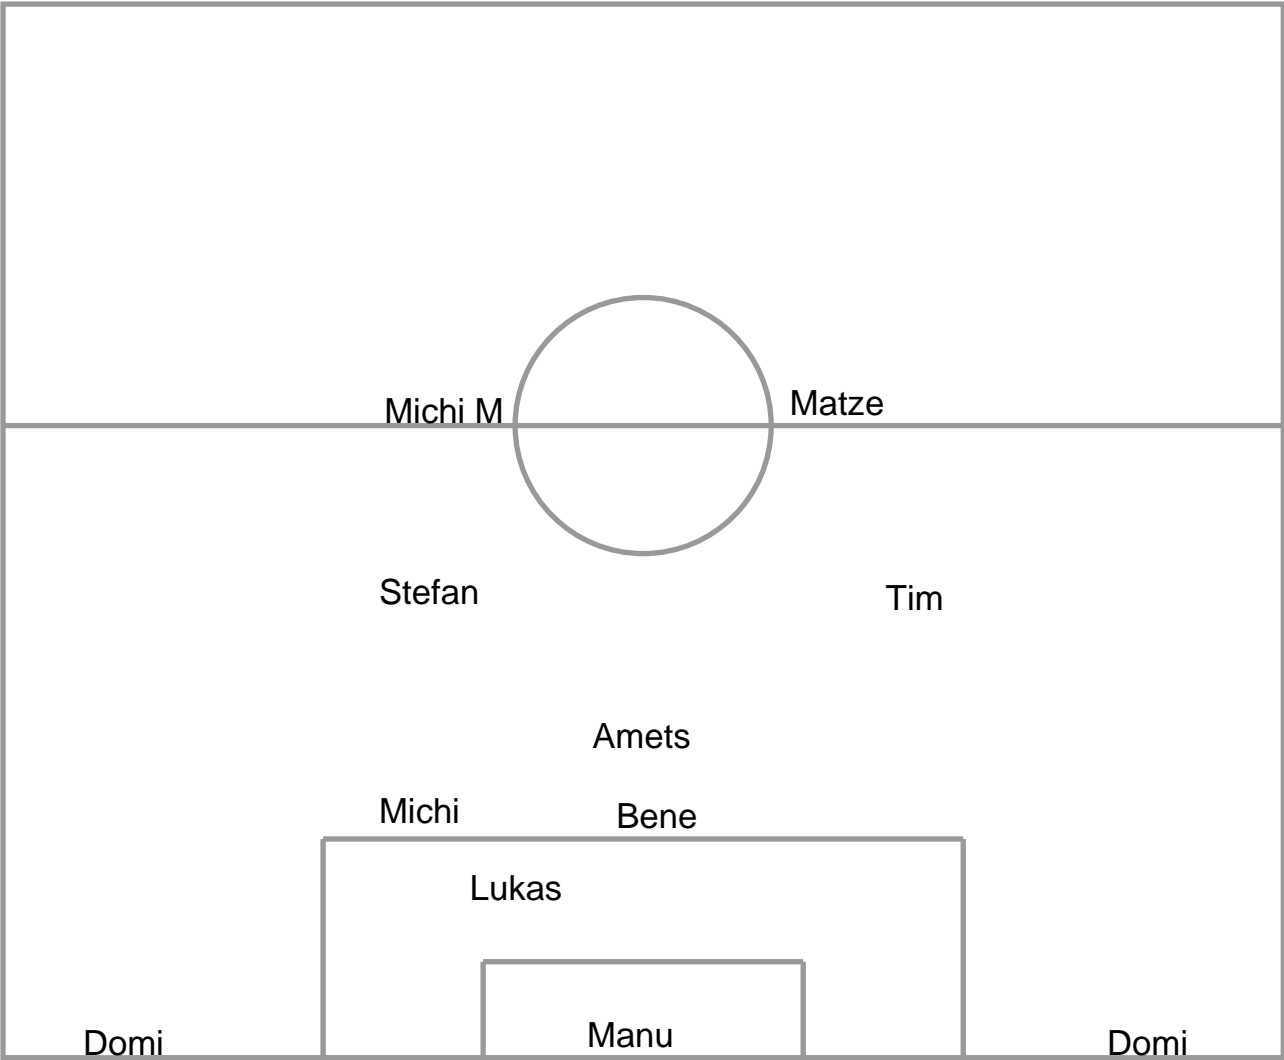 Michi M
Matze
Stefan
Tim
Amets
Michi
Bene
Lukas
Domi
Manu
Domi